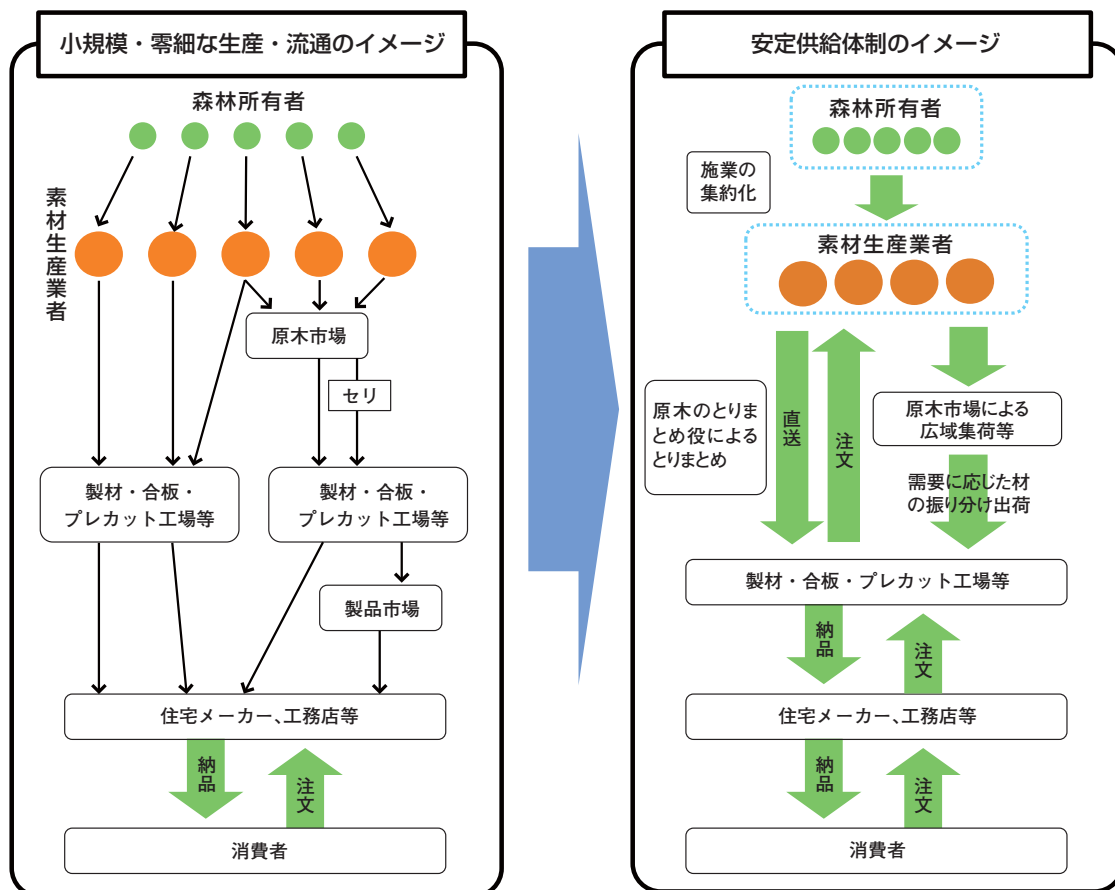 小規模・零細な生産・流通のイメージ
森林所有者
素材生産業者
原木市場
セリ
製材・合板・
プレカット工場等
製材・合板・
プレカット工場等
製品市場
住宅メーカー、工務店等
納品
注文
消費者
安定供給体制のイメージ
森林所有者
施業の
集約化
素材生産業者
原木のとりま
とめ役による
とりまとめ
直送
注文
原木市場による
広域集荷等
需要に応じた材
の振り分け出荷
製材・合板・プレカット工場等
納品
注文
住宅メーカー、工務店等
納品
注文
消費者